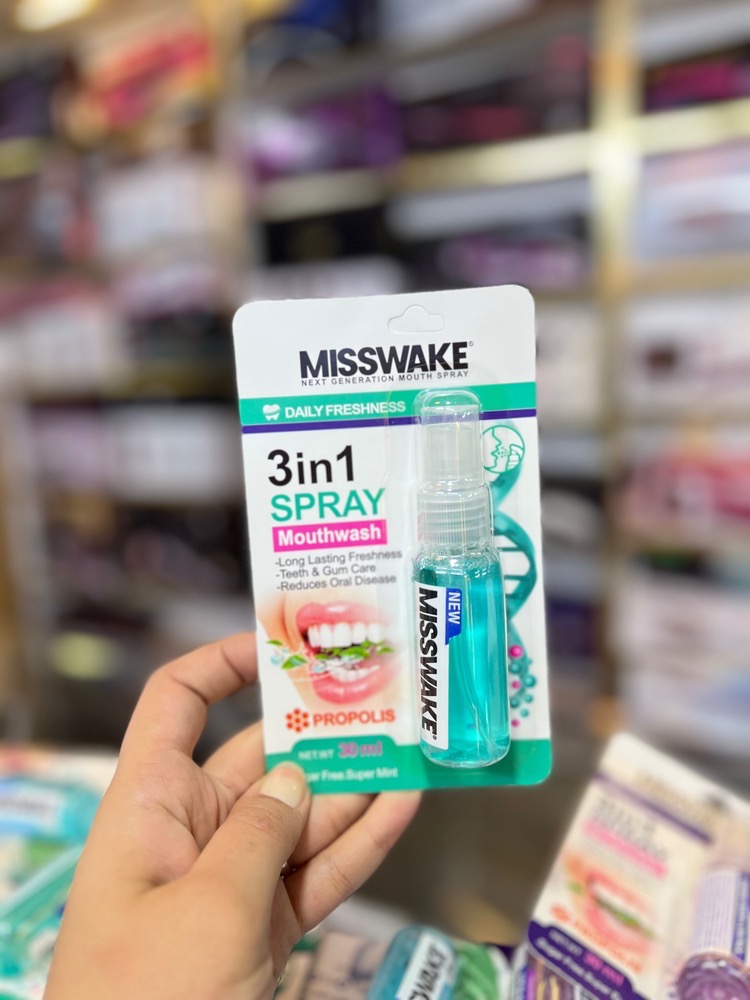 MISSWAKE®
NEXT GENERATION MOUTH SPRAY
DAILY FRESHNESS
3in1
SPRAY
Mouthwash
-Long Lasting Freshness
-Teeth & Gum Care
-Reduces Oral Disease
NEW
MISSWAKE®
PROPOLIS
NET.WT 30 ml
Free.Super Mint
PROPOLIS